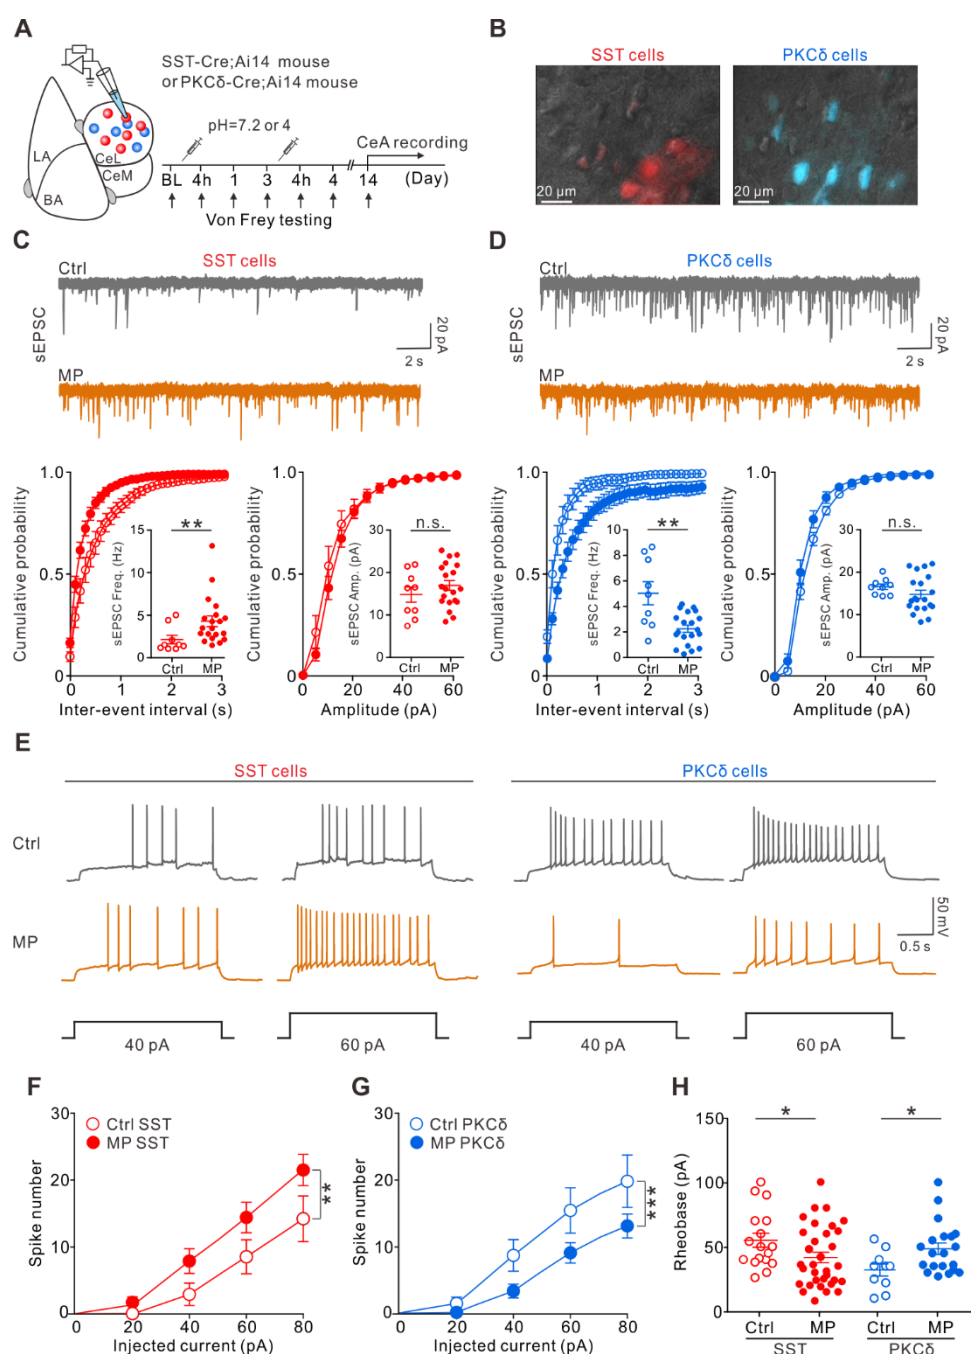 A
SST-Cre;Ai14 mouse
or PKCδ-Cre;Ai14 mouse
pH=7.2 or 4
CeA recording
LA
CeL
CeM
BA
BL 4h 1 3 4h 4 14 (Day)
Von Frey testing
B
SST cells
PKCδ cells
20 μm
20 μm
C
SST cells
Ctrl
sEPSC
20 pA
2 s
MP
D
PKCδ cells
Ctrl
sEPSC
20 pA
2 s
MP
Cumulative probability
1.0
0.5
0 1 2 3
Inter-event interval (s)
sEPSC Freq. (Hz)
15
10
5
0
**
Ctrl MP
Cumulative probability
1.0
0.5
0
0 20 40 60
Amplitude (pA)
sEPSC Amp. (pA)
30
20
10
0
n.s.
Ctrl MP
Cumulative probability
1.0
0.5
0 1 2 3
Inter-event interval (s)
sEPSC Freq. (Hz)
10
8
6
4
2
0
**
Ctrl MP
Cumulative probability
1.0
0.5
0
0 20 40 60
Amplitude (pA)
sEPSC Amp. (pA)
30
20
10
0
n.s.
Ctrl MP
E
SST cells
PKCδ cells
Ctrl
MP
50 mV
0.5 s
40 pA
60 pA
40 pA
60 pA
F
Ctrl SST
MP SST
Spike number
30
20
10
0
0 20 40 60 80
Injected current (pA)
**
G
Ctrl PKCδ
MP PKCδ
Spike number
30
20
10
0
0 20 40 60 80
Injected current (pA)
***
H
Rheobase (pA)
150
100
50
0
*
*
Ctrl MP Ctrl MP
SST PKCδ